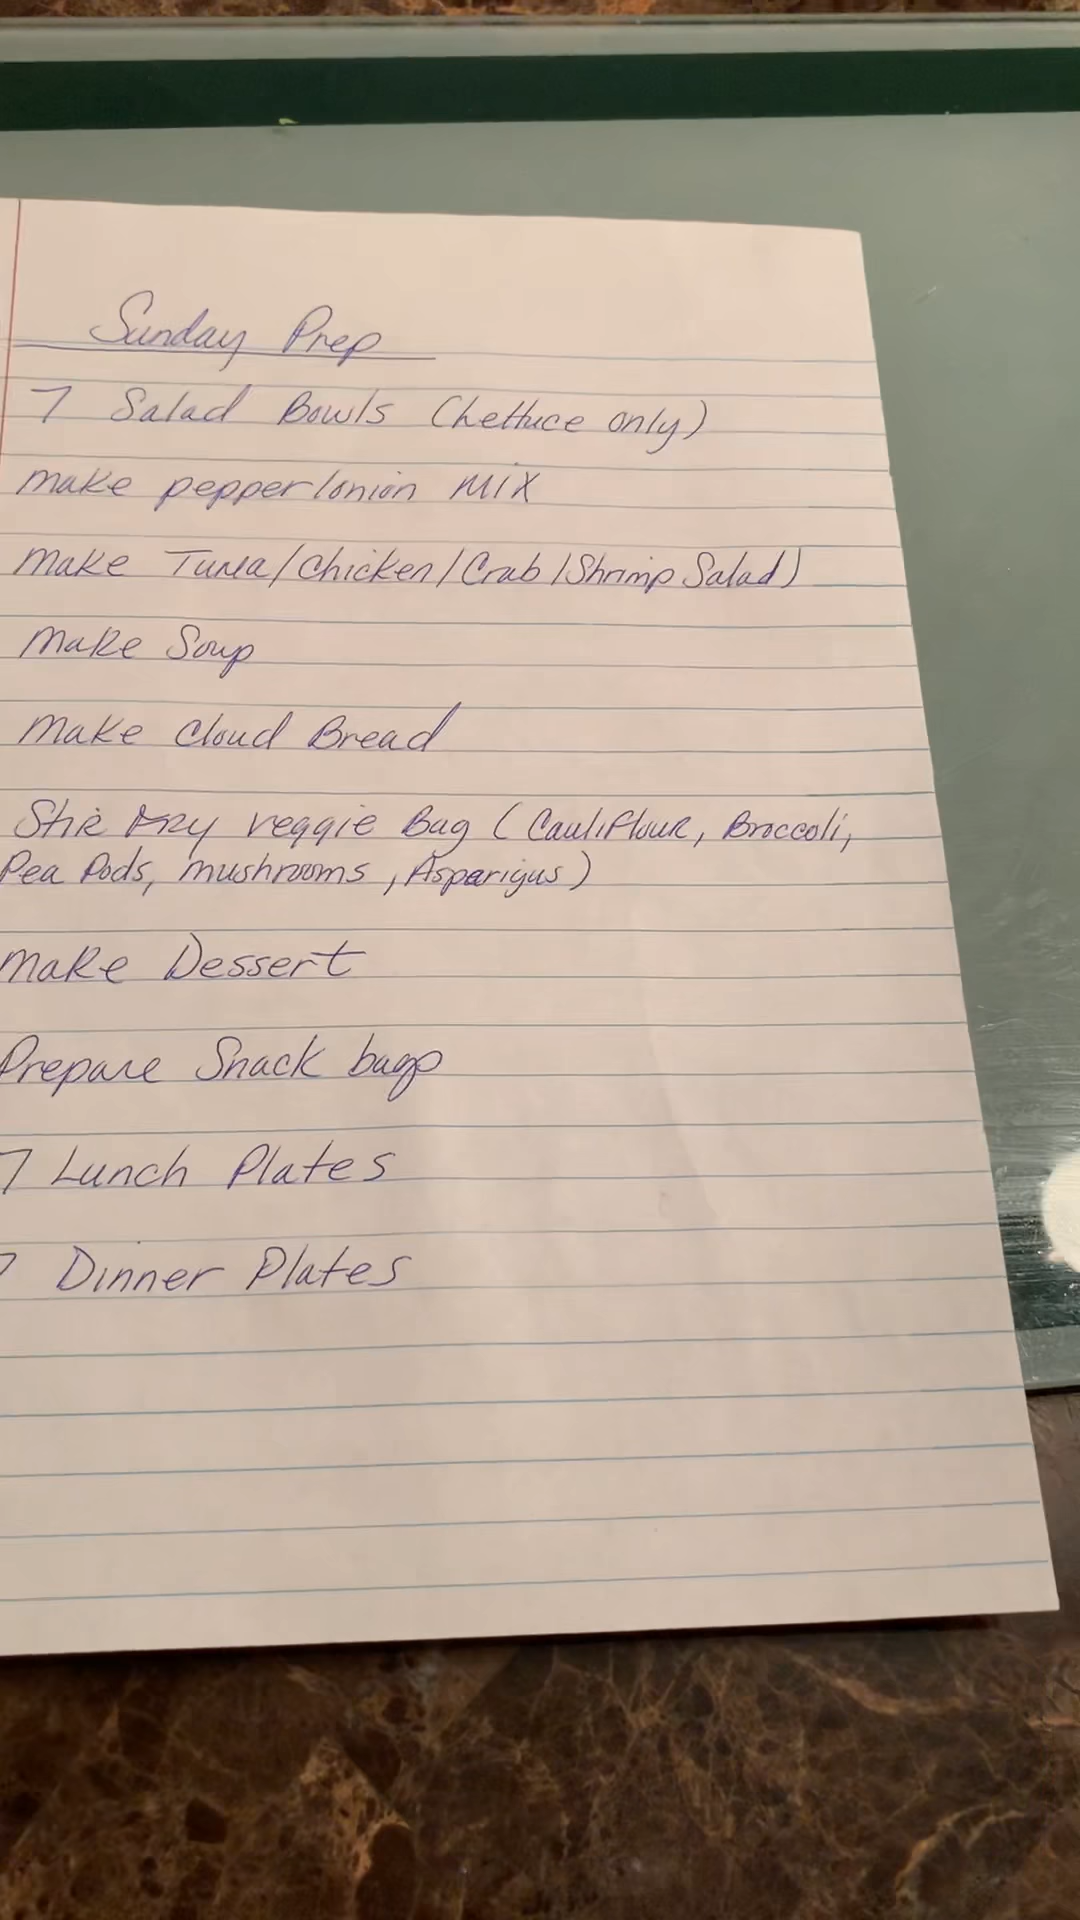 Sunday Prep
7 Salad Bowls (Lettuce only)
make pepper/onion MIX
Make Tuna/Chicken/Crab/Shrimp Salad)
Make Soup
Make Cloud Bread
Stir Fry veggie Bag (Cauliflour, Broccoli,
Pea Pods, mushrooms, Asparigus)
Make Dessert
Prepare Snack bags
7 Lunch Plates
7 Dinner Plates